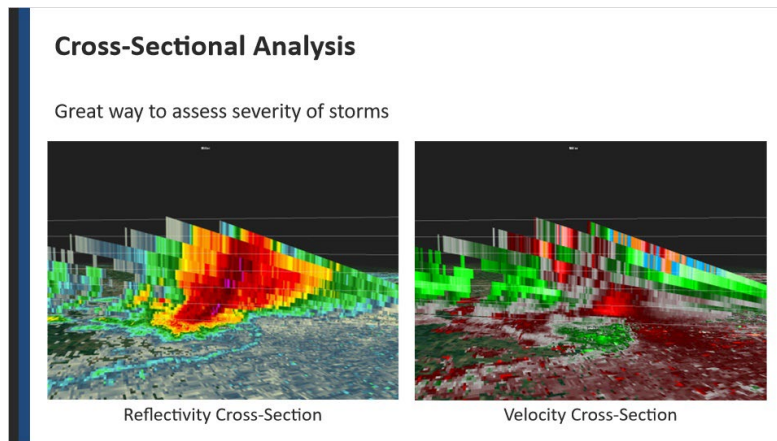 Cross-Sectional Analysis
Great way to assess severity of storms
Reflectivity Cross-Section
Velocity Cross-Section